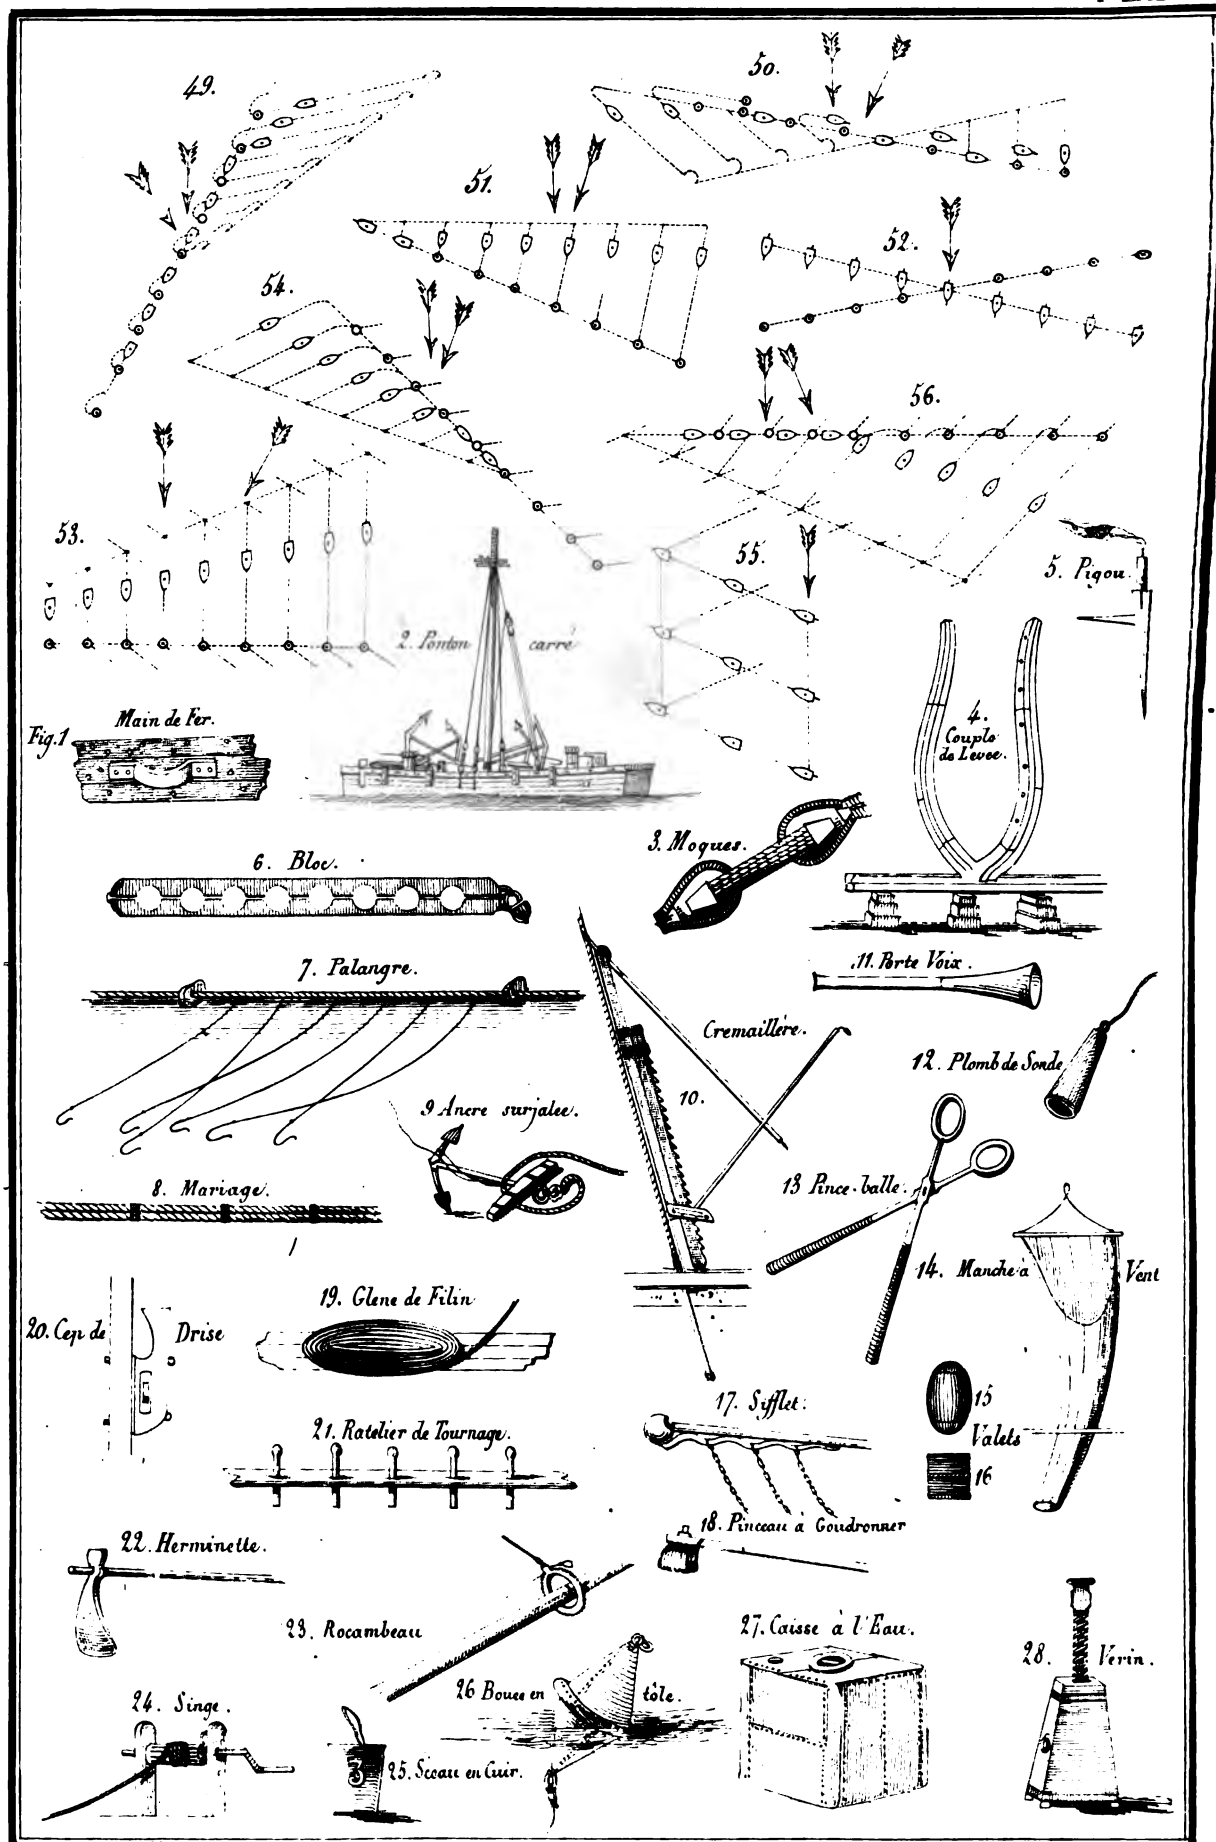 49.
50.
51.
52.
54.
56.
53.
55.
5. Pigou.
2. Ponton carré
Fig. 1
Main de Fer.
4.
Couple
de Levee.
3. Moques.
6. Bloc.
11. Porte Voix.
7. Palangre.
Cremaillère.
10.
12. Plomb de Sonde
9 Ancre surjalée.
8. Mariage.
13 Pince-balle.
14. Manche à Vent
19. Glene de Filin
20. Cep de Drise
17. Sifflet.
15
Valets
16
21. Ratelier de Tournage.
18. Pinceau à Goudronner
22. Herminette.
23. Rocambeau
27. Caisse à l'Eau.
28. Verin.
26 Bouee en tôle.
24. Singe.
25. Sceau en Cuir.